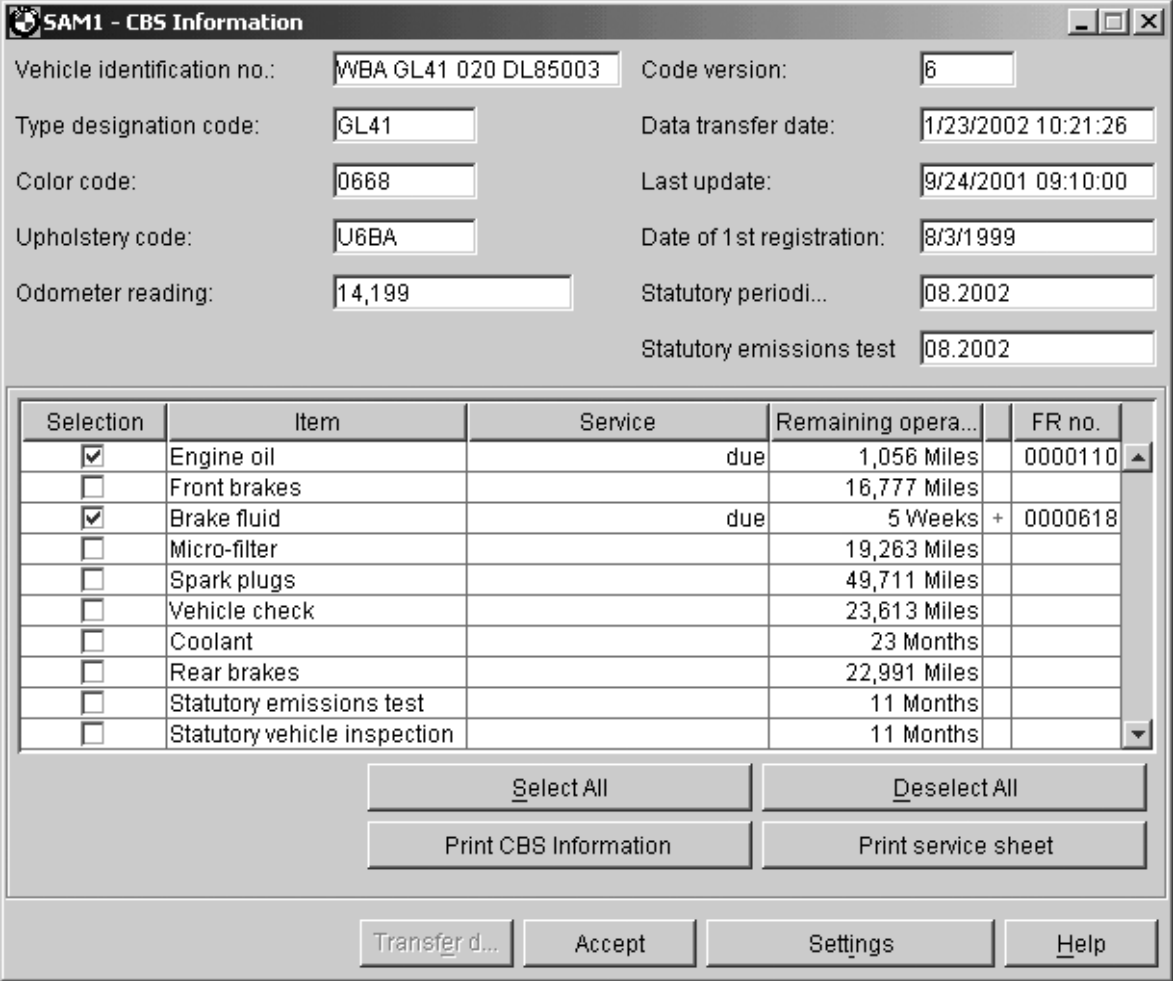 SAM1 - CBS Information
Vehicle identification no.: WBA GL41 020 DL85003 Code version: 6
Type designation code: GL41 Data transfer date: 1/23/2002 10:21:26
Color code: 0668 Last update: 9/24/2001 09:10:00
Upholstery code: U6BA Date of 1st registration: 8/3/1999
Odometer reading: 14,199 Statutory periodi... 08.2002
Statutory emissions test 08.2002
Selection Item Service Remaining opera... FR no.
Engine oil due 1,056 Miles 0000110
Front brakes 16,777 Miles
Brake fluid due 5 Weeks + 0000618
Micro-filter 19,263 Miles
Spark plugs 49,711 Miles
Vehicle check 23,613 Miles
Coolant 23 Months
Rear brakes 22,991 Miles
Statutory emissions test 11 Months
Statutory vehicle inspection 11 Months
Select All Deselect All
Print CBS Information Print service sheet
Transfer d... Accept Settings Help